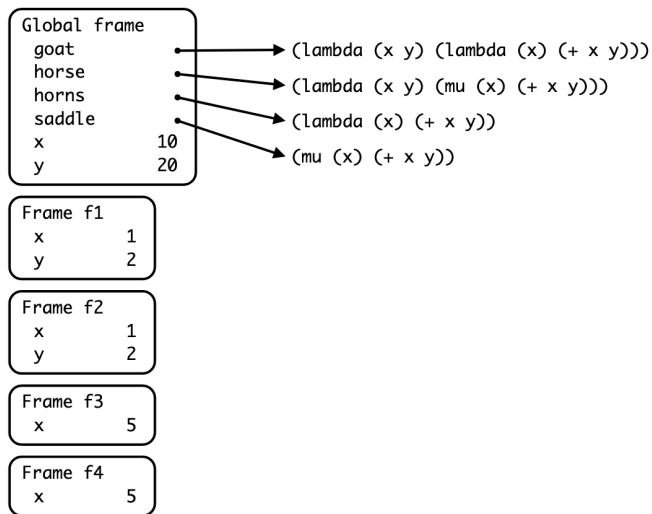 Global frame
goat (lambda (x y) (lambda (x) (+ x y)))
horse (lambda (x y) (mu (x) (+ x y)))
horns (lambda (x) (+ x y))
saddle (mu (x) (+ x y))
x 10
y 20
Frame f1
x 1
y 2
Frame f2
x 1
y 2
Frame f3
x 5
Frame f4
x 5